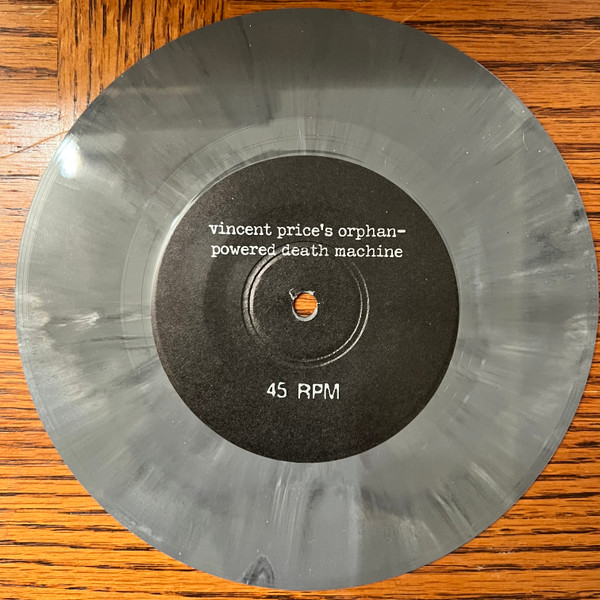 vincent price's orphan-
powered death machine
45 RPM